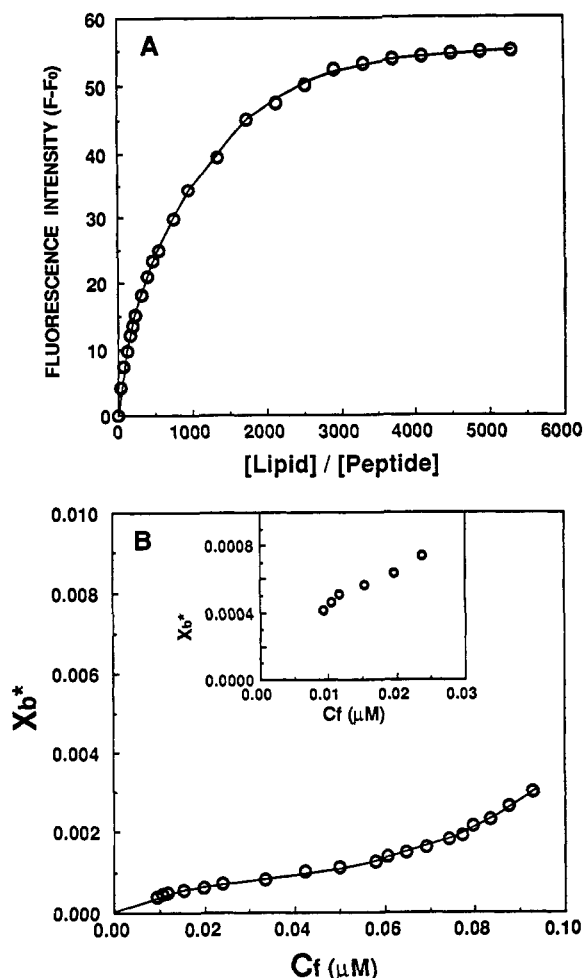 A
FLUORESCENCE INTENSITY (F-F0)
60
50
40
30
20
10
0
0 1000 2000 3000 4000 5000 6000
[Lipid] / [Peptide]
B
Xb*
0.010
0.008
0.006
0.004
0.002
0.000
0.00 0.02 0.04 0.06 0.08 0.10
Cf (μM)
Xb*
0.0008
0.0004
0.0000
0.00 0.01 0.02 0.03
Cf (μM)